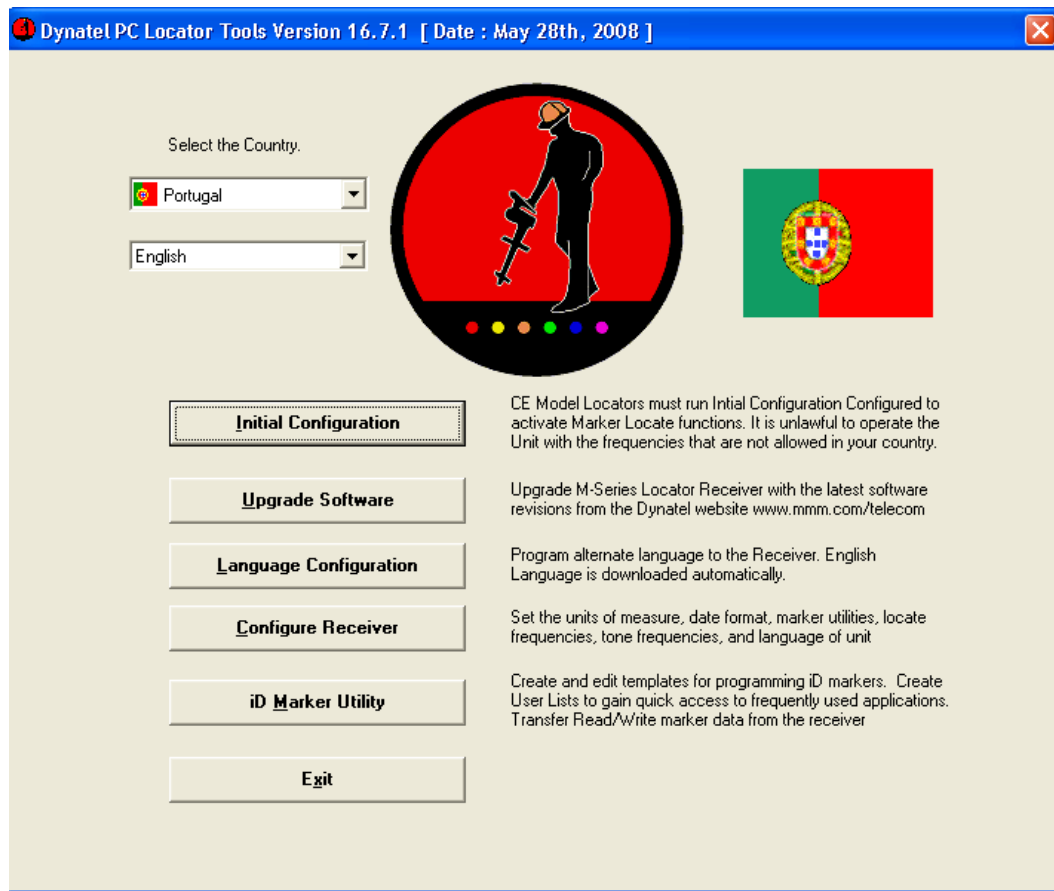 Dynatel PC Locator Tools Version 16.7.1 [ Date : May 28th, 2008 ]
Select the Country.
Portugal
English
Initial Configuration
CE Model Locators must run Intial Configuration Configured to
activate Marker Locate functions. It is unlawful to operate the
Unit with the frequencies that are not allowed in your country.
Upgrade Software
Upgrade M-Series Locator Receiver with the latest software
revisions from the Dynatel website www.mmm.com/telecom
Language Configuration
Program alternate language to the Receiver. English
Language is downloaded automatically.
Configure Receiver
Set the units of measure, date format, marker utilities, locate
frequencies, tone frequencies, and language of unit
iD Marker Utility
Create and edit templates for programming iD markers. Create
User Lists to gain quick access to frequently used applications.
Transfer Read/Write marker data from the receiver
Exit